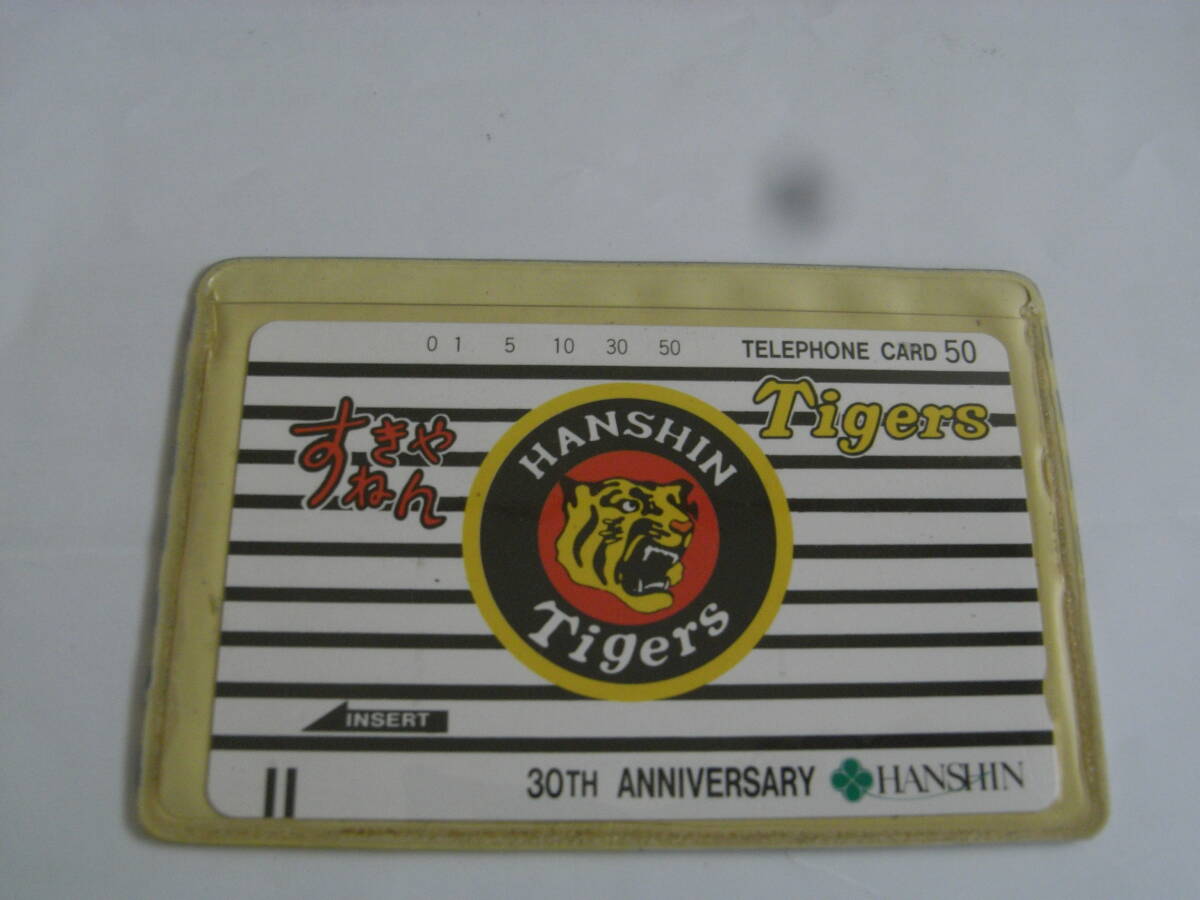 0 1 5 10 30 50 TELEPHONE CARD 50
すきや
ねん
Tigers
HANSHIN
Tigers
INSERT
30TH ANNIVERSARY HANSHIN